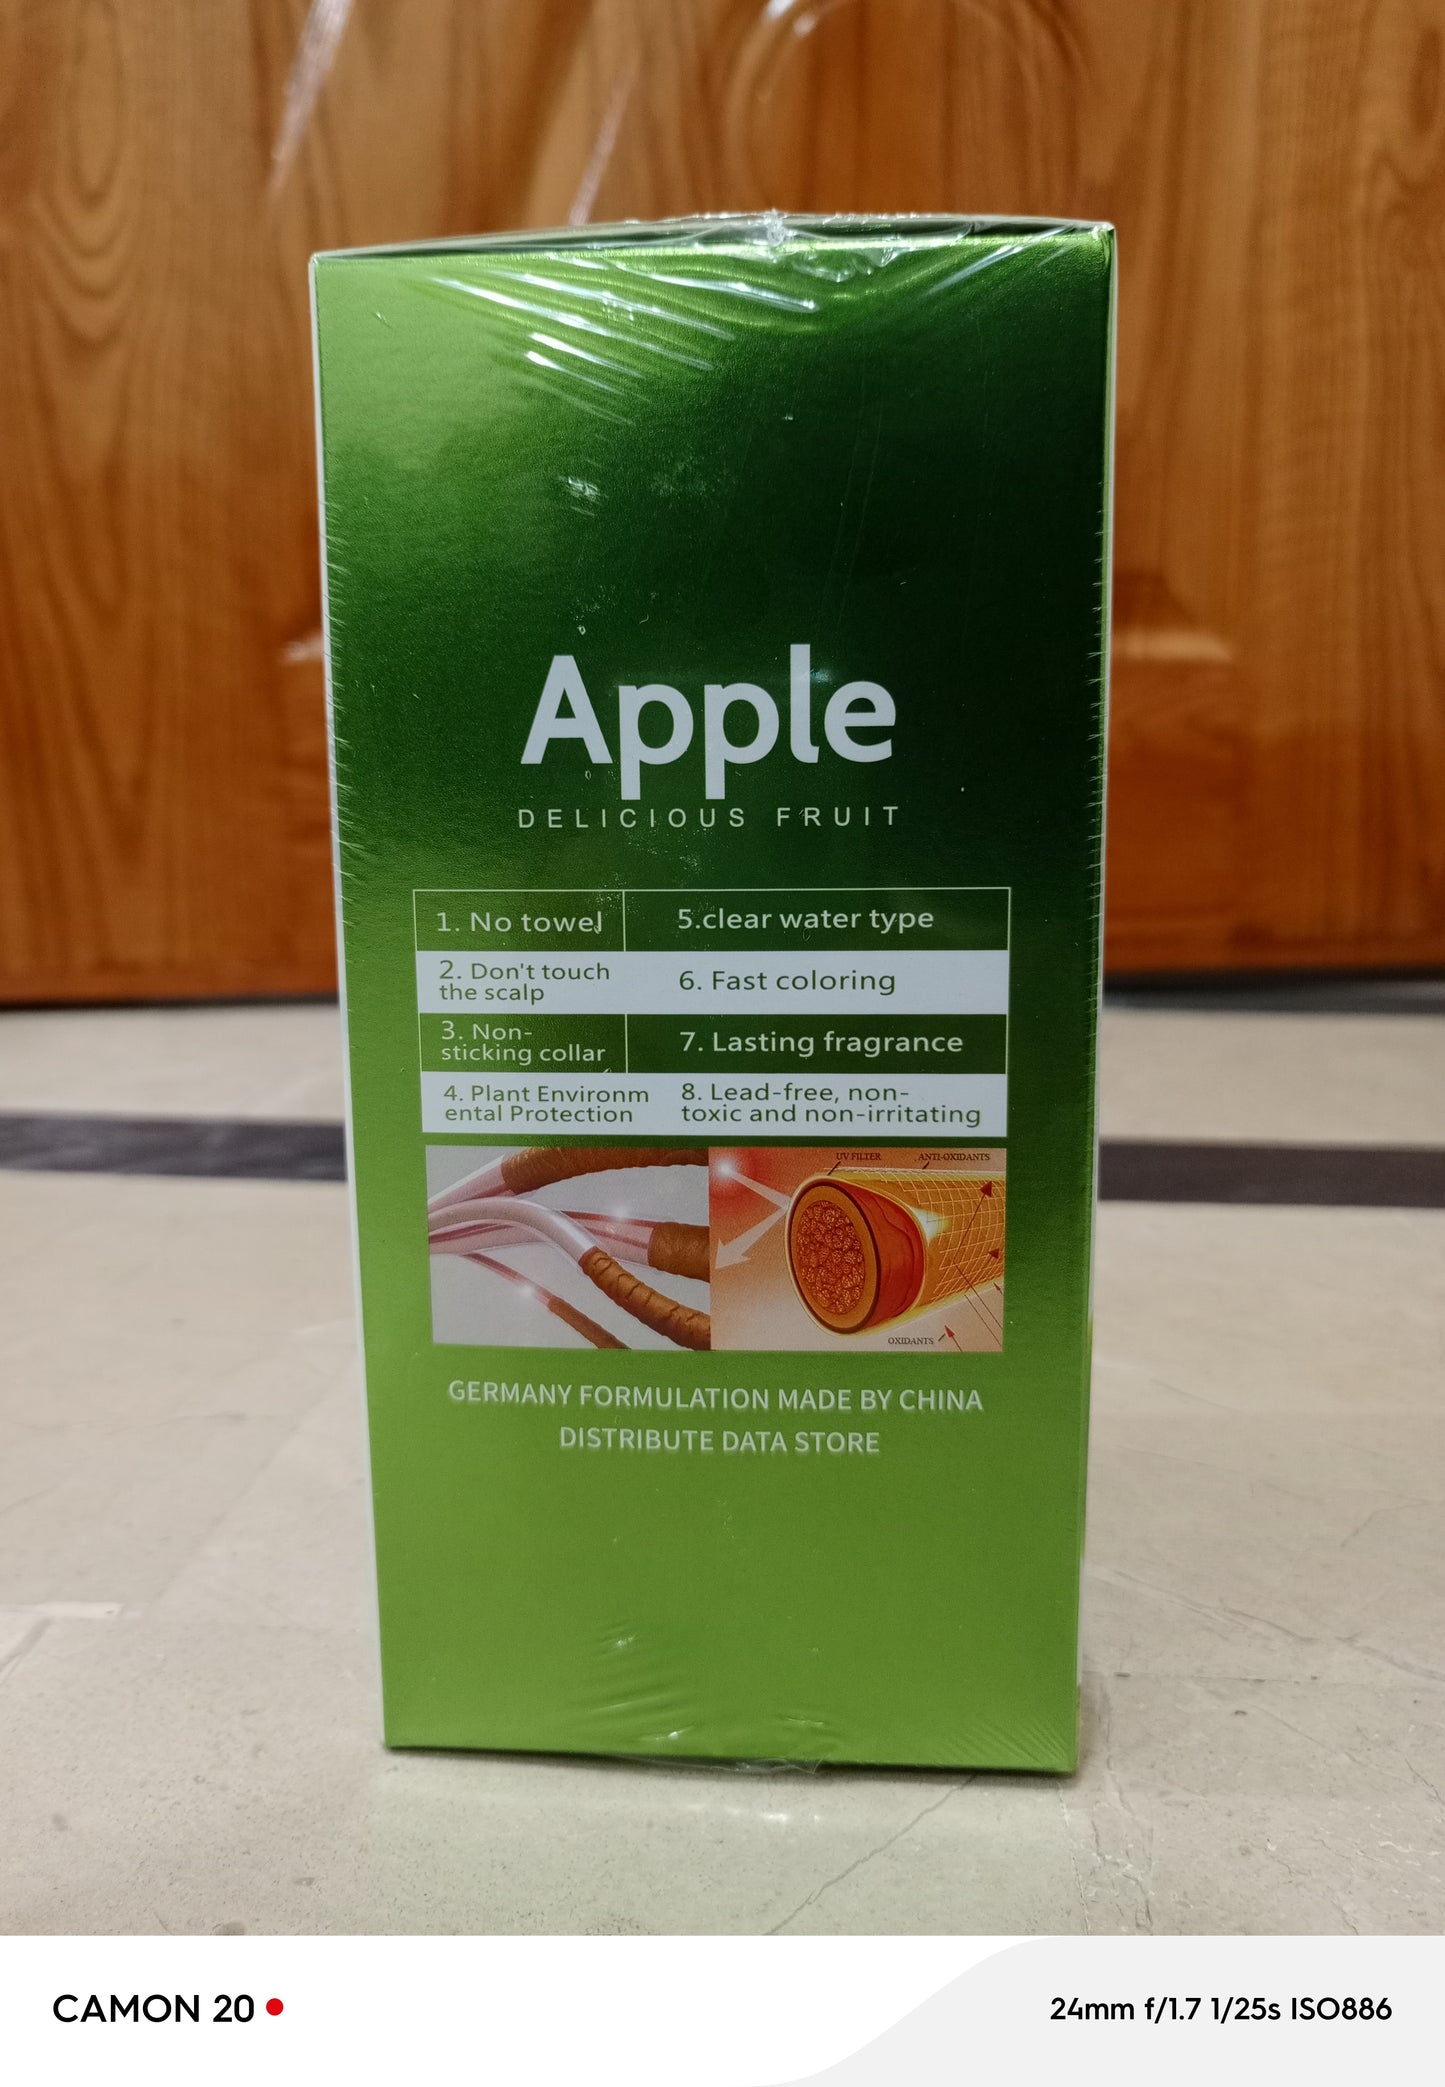 Apple
DELICIOUS FRUIT
1. No towel
5.clear water type
2. Don't touch
the scalp
6. Fast coloring
3. Non-
sticking collar
7. Lasting fragrance
4. Plant Environm
ental Protection
8. Lead-free, non-
toxic and non-irritating
UV FILTER
ANTI-OXIDANTS
OXIDANTS
GERMANY FORMULATION MADE BY CHINA
DISTRIBUTE DATA STORE
CAMON 20
24mm f/1.7 1/25s ISO886